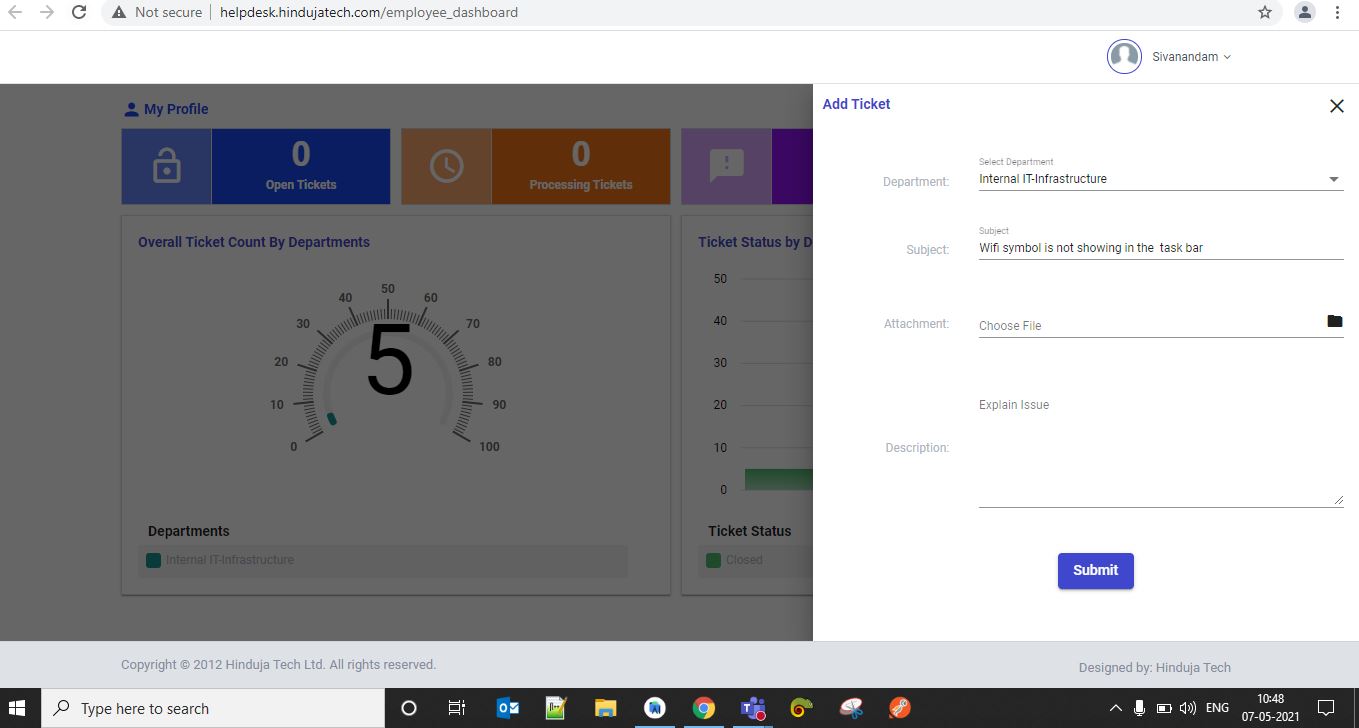 Not secure | helpdesk.hindujatech.com/employee_dashboard
Sivanandam
My Profile
0
Open Tickets
0
Processing Tickets
Overall Ticket Count By Departments
0
10
20
30
40
50
60
70
80
90
100
5
Departments
Internal IT-Infrastructure
Ticket Status by D
50
40
30
20
10
0
Ticket Status
Closed
Add Ticket
Select Department
Department: Internal IT-Infrastructure
Subject
Subject: Wifi symbol is not showing in the task bar
Attachment: Choose File
Explain Issue
Description:
Submit
Copyright © 2012 Hinduja Tech Ltd. All rights reserved.
Designed by: Hinduja Tech
Type here to search
ENG
10:48
07-05-2021